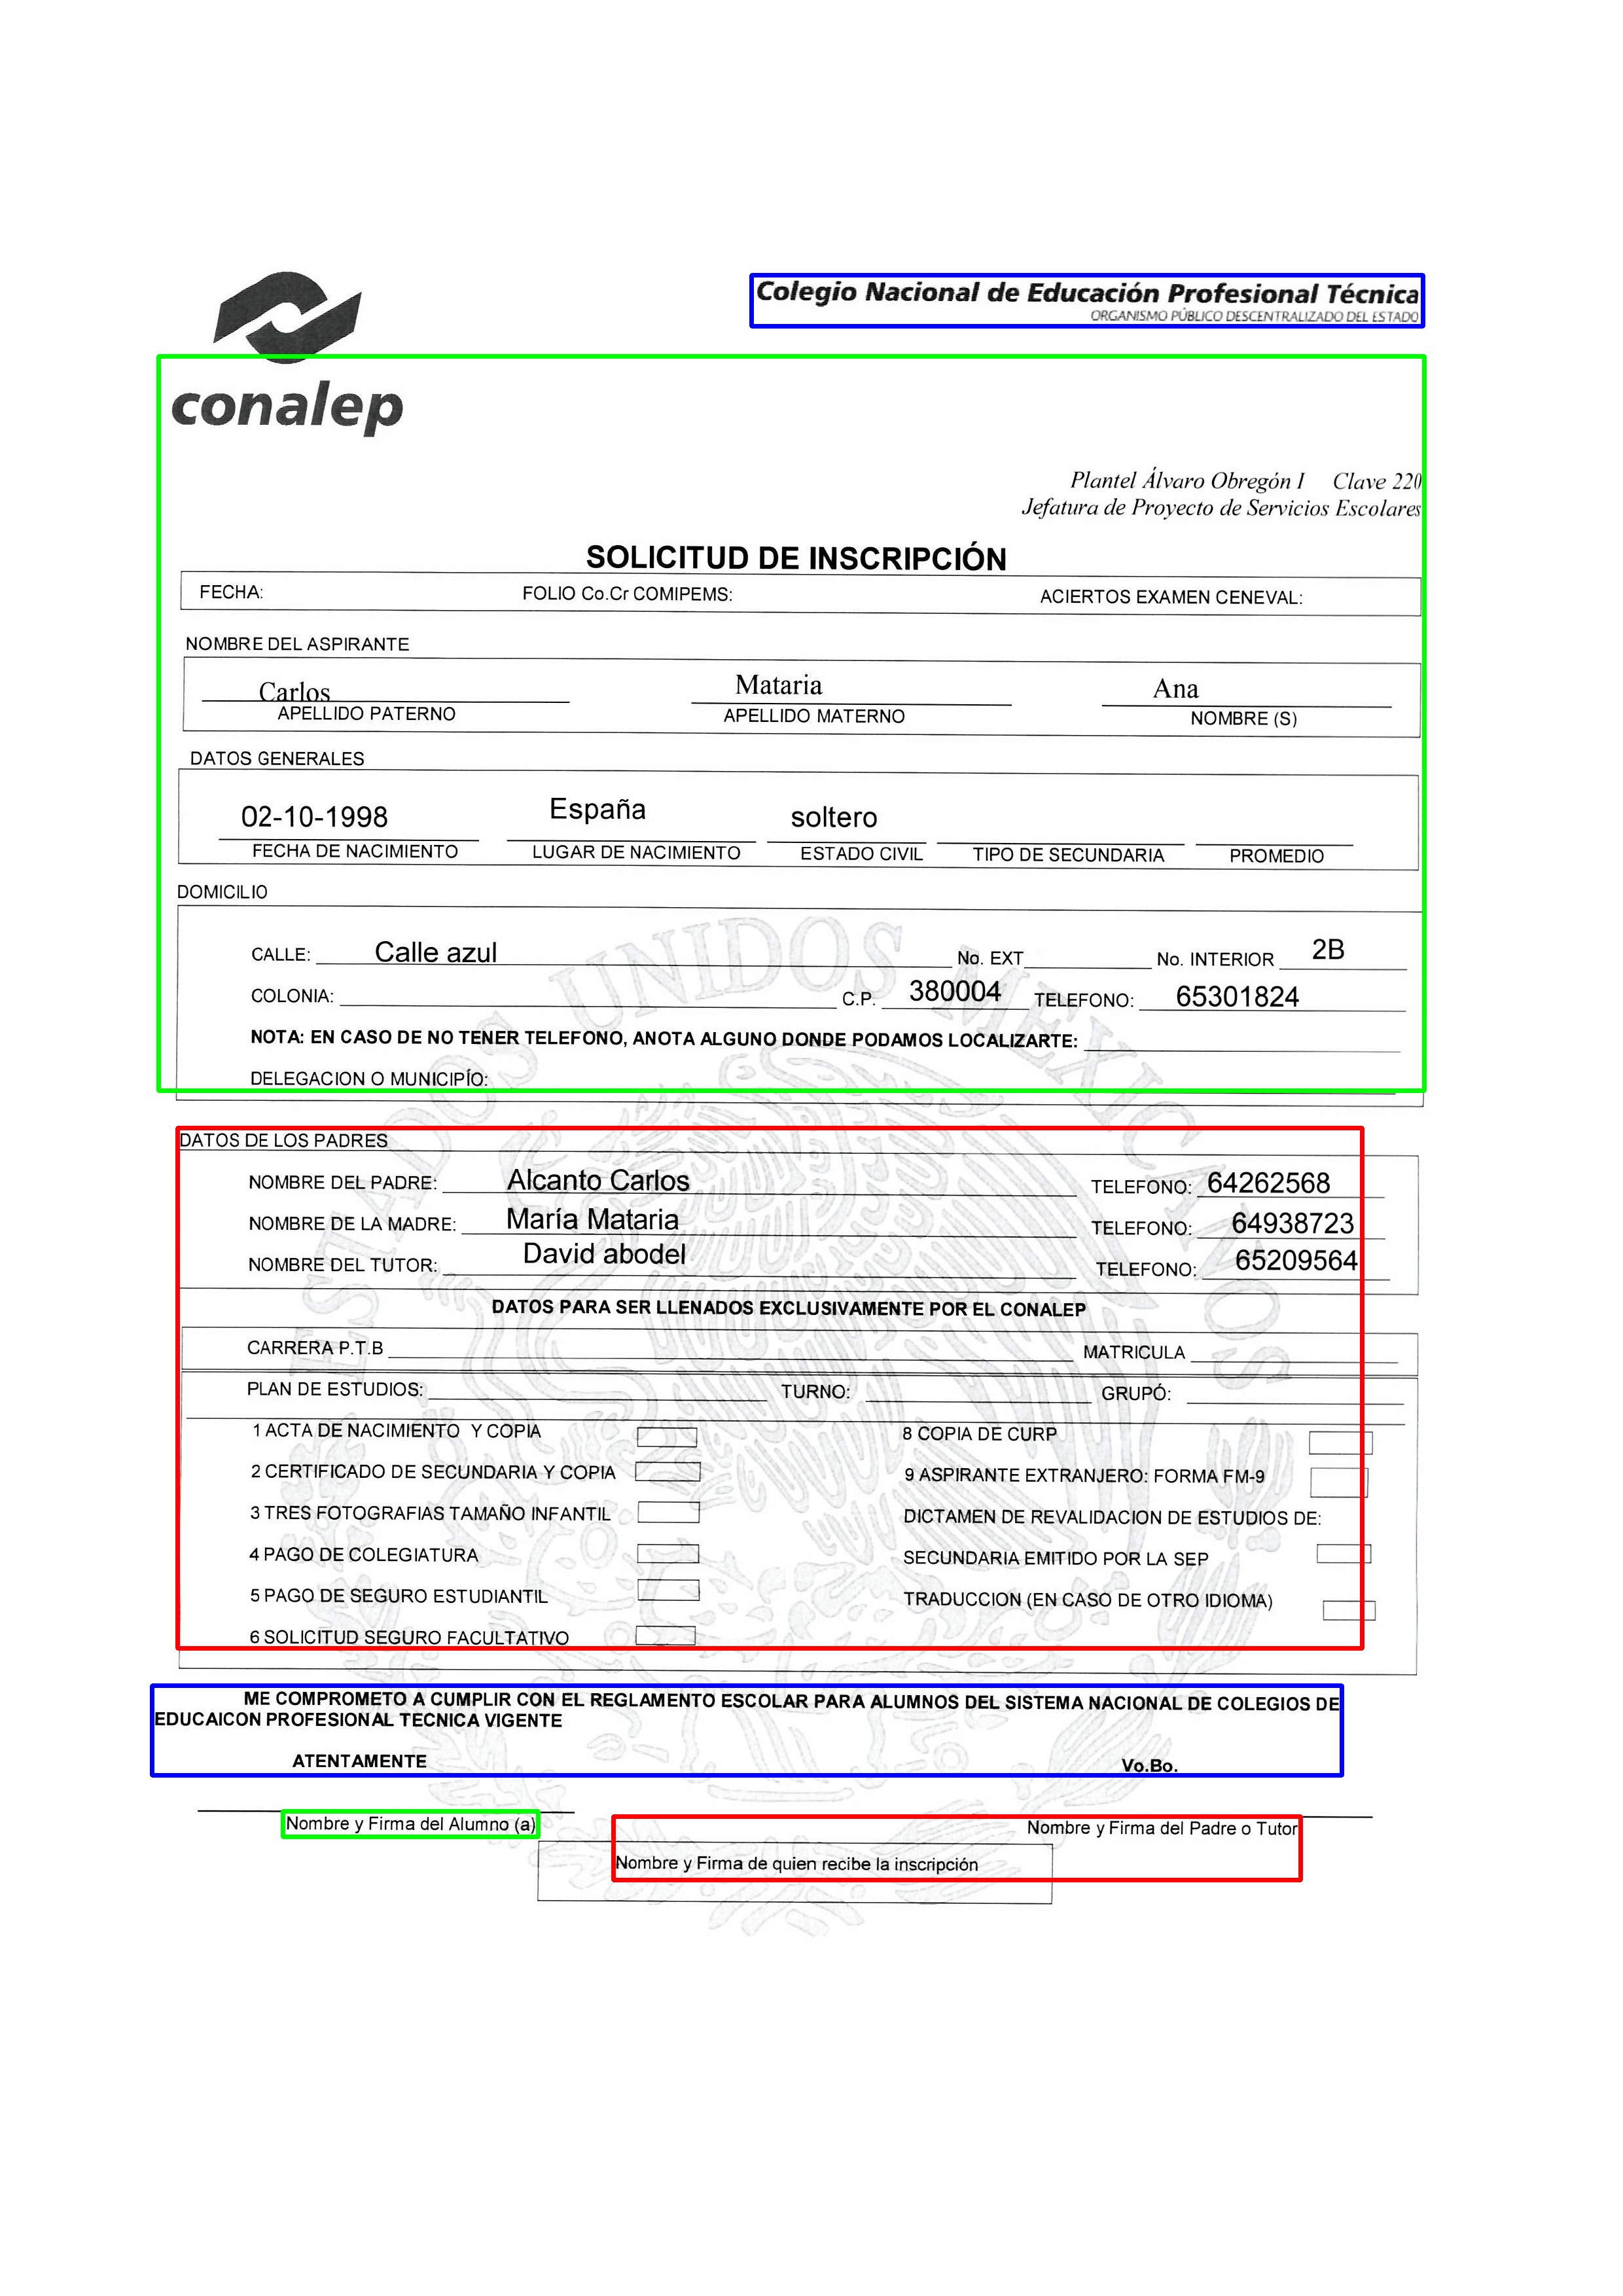 Colegio Nacional de Educación Profesional Técnica
ORGANISMO PÚBLICO DESCENTRALIZADO DEL ESTADO
conalep
Plantel Álvaro Obregón I Clave 220
Jefatura de Proyecto de Servicios Escolares
SOLICITUD DE INSCRIPCIÓN
FECHA: FOLIO Co.Cr COMIPEMS: ACIERTOS EXAMEN CENEVAL:
NOMBRE DEL ASPIRANTE
Carlos Mataria Ana
APELLIDO PATERNO APELLIDO MATERNO NOMBRE (S)
DATOS GENERALES
02-10-1998 España soltero
FECHA DE NACIMIENTO LUGAR DE NACIMIENTO ESTADO CIVIL TIPO DE SECUNDARIA PROMEDIO
DOMICILIO
CALLE: Calle azul No. EXT No. INTERIOR 2B
COLONIA: C.P. 380004 TELEFONO: 65301824
NOTA: EN CASO DE NO TENER TELEFONO, ANOTA ALGUNO DONDE PODAMOS LOCALIZARTE:
DELEGACION O MUNICIPÍO:
ESTADOS UNIDOS MEXICANOS
DATOS DE LOS PADRES
NOMBRE DEL PADRE: Alcanto Carlos TELEFONO: 64262568
NOMBRE DE LA MADRE: María Mataria TELEFONO: 64938723
NOMBRE DEL TUTOR: David abodel TELEFONO: 65209564
DATOS PARA SER LLENADOS EXCLUSIVAMENTE POR EL CONALEP
CARRERA P.T.B MATRICULA
PLAN DE ESTUDIOS: TURNO: GRUPÓ:
1 ACTA DE NACIMIENTO Y COPIA 8 COPIA DE CURP
2 CERTIFICADO DE SECUNDARIA Y COPIA 9 ASPIRANTE EXTRANJERO: FORMA FM-9
3 TRES FOTOGRAFIAS TAMAÑO INFANTIL DICTAMEN DE REVALIDACION DE ESTUDIOS DE:
4 PAGO DE COLEGIATURA SECUNDARIA EMITIDO POR LA SEP
5 PAGO DE SEGURO ESTUDIANTIL TRADUCCION (EN CASO DE OTRO IDIOMA)
6 SOLICITUD SEGURO FACULTATIVO
ME COMPROMETO A CUMPLIR CON EL REGLAMENTO ESCOLAR PARA ALUMNOS DEL SISTEMA NACIONAL DE COLEGIOS DE
EDUCAICON PROFESIONAL TECNICA VIGENTE
ATENTAMENTE Vo.Bo.
Nombre y Firma del Alumno (a) Nombre y Firma del Padre o Tutor
Nombre y Firma de quien recibe la inscripción